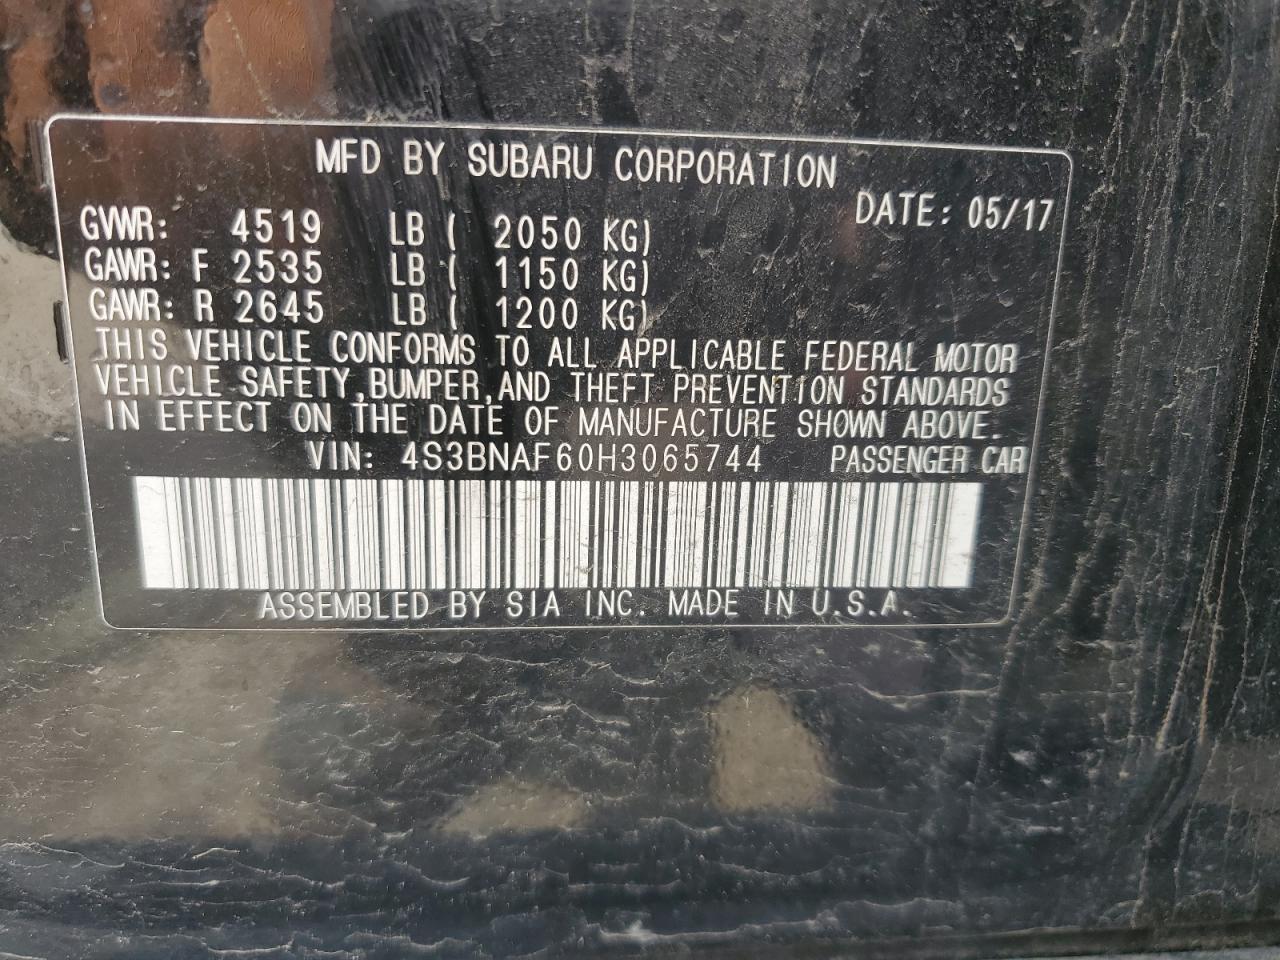 MFD BY SUBARU CORPORATION
DATE: 05/17
GVWR: 4519 LB ( 2050 KG)
GAWR: F 2535 LB ( 1150 KG)
GAWR: R 2645 LB ( 1200 KG)
THIS VEHICLE CONFORMS TO ALL APPLICABLE FEDERAL MOTOR
VEHICLE SAFETY,BUMPER,AND THEFT PREVENTION STANDARDS
IN EFFECT ON THE DATE OF MANUFACTURE SHOWN ABOVE.
VIN: 4S3BNAF60H3065744 PASSENGER CAR
ASSEMBLED BY SIA INC. MADE IN U.S.A.